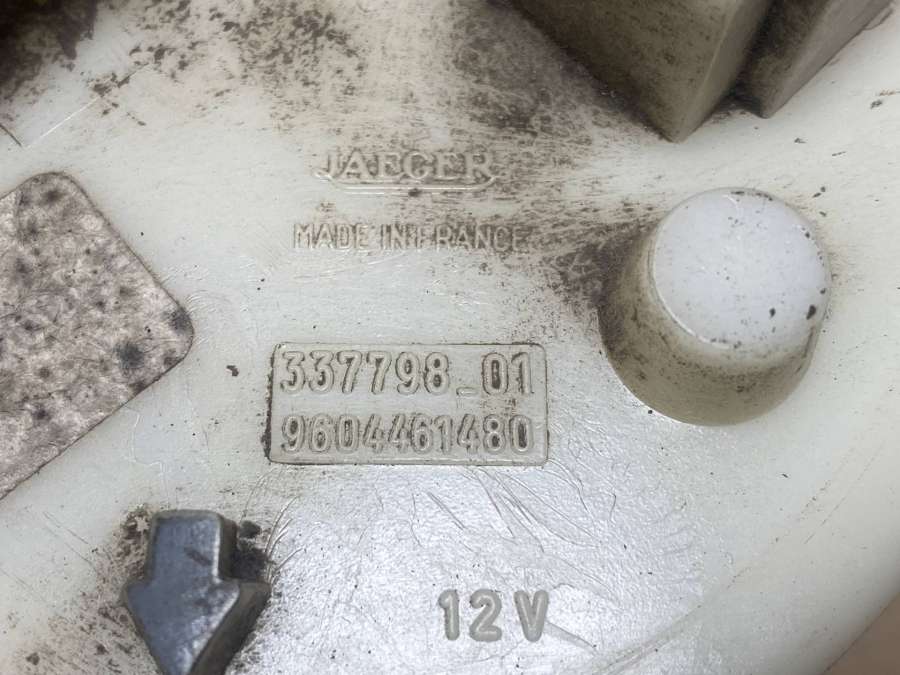 JAEGER
MADE IN FRANCE
337798_01
9604461480
12V